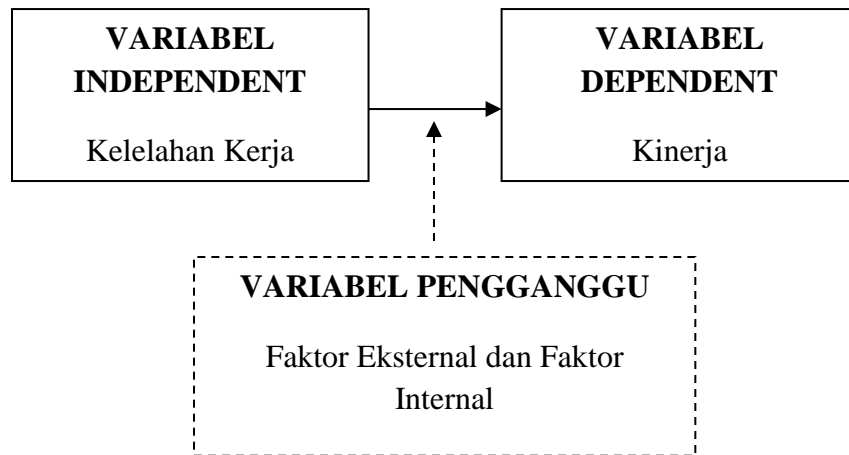 VARIABEL
INDEPENDENT
Kelelahan Kerja
VARIABEL
DEPENDENT
Kinerja
VARIABEL PENGGANGGU
Faktor Eksternal dan Faktor
Internal